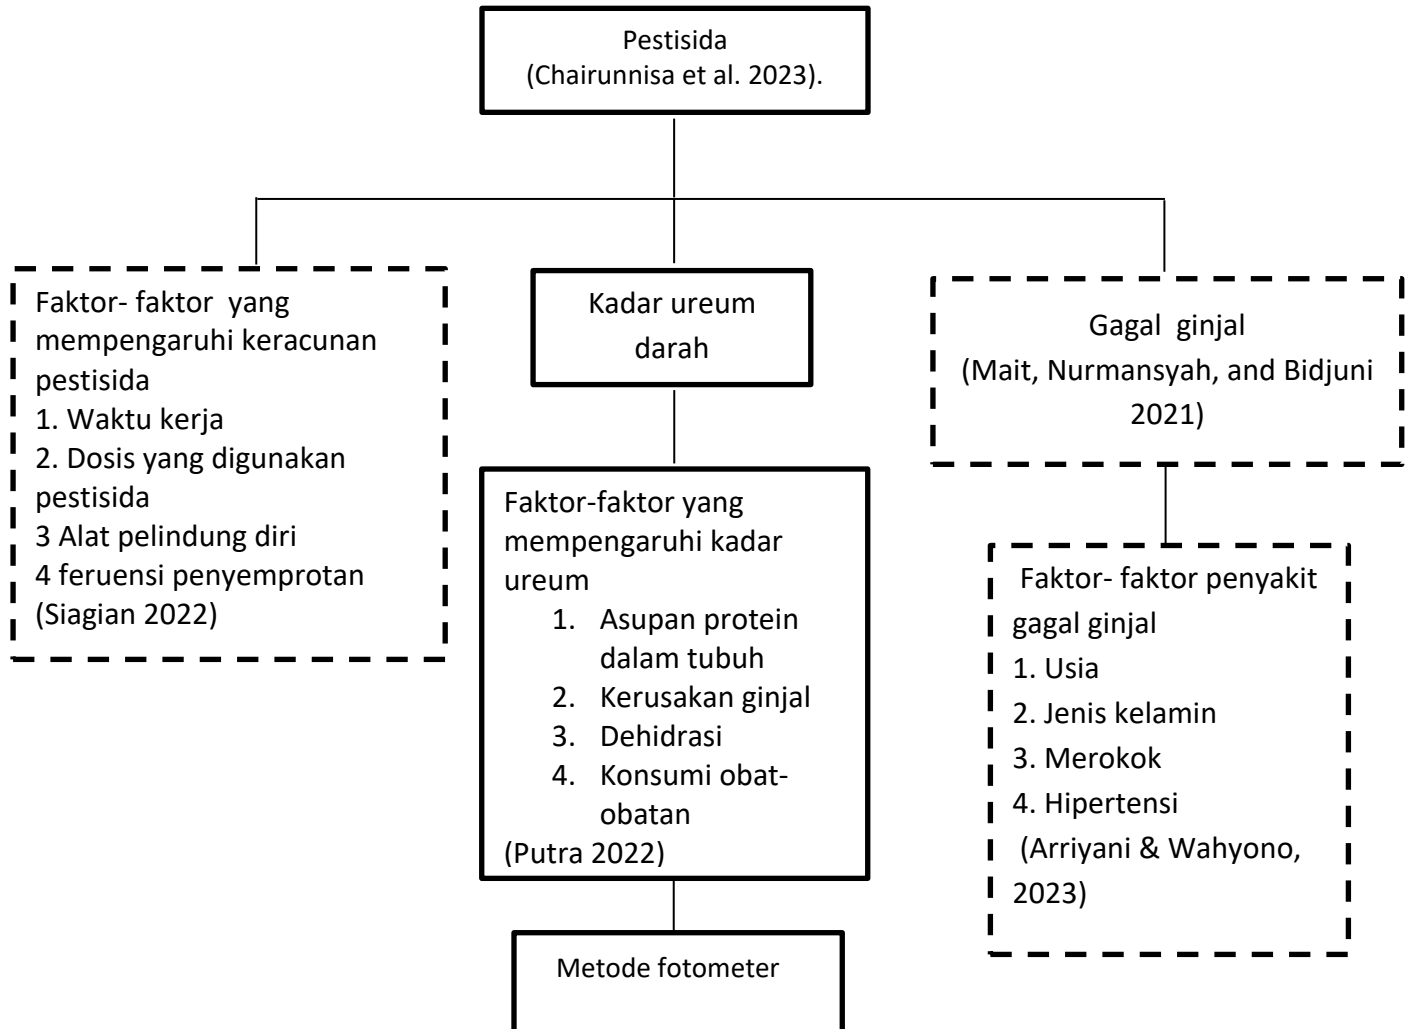 Pestisida
(Chairunnisa et al. 2023).
Faktor- faktor  yang
mempengaruhi keracunan
pestisida
1. Waktu kerja
2. Dosis yang digunakan
pestisida
3 Alat pelindung diri
4 feruensi penyemprotan
(Siagian 2022)
Kadar ureum
darah
Faktor-faktor yang
mempengaruhi kadar
ureum
1. Asupan protein
dalam tubuh
2. Kerusakan ginjal
3. Dehidrasi
4. Konsumi obat-
obatan
(Putra 2022)
Metode fotometer
Gagal  ginjal
(Mait, Nurmansyah, and Bidjuni
2021)
Faktor- faktor penyakit
gagal ginjal
1. Usia
2. Jenis kelamin
3. Merokok
4. Hipertensi
(Arriyani & Wahyono,
2023)